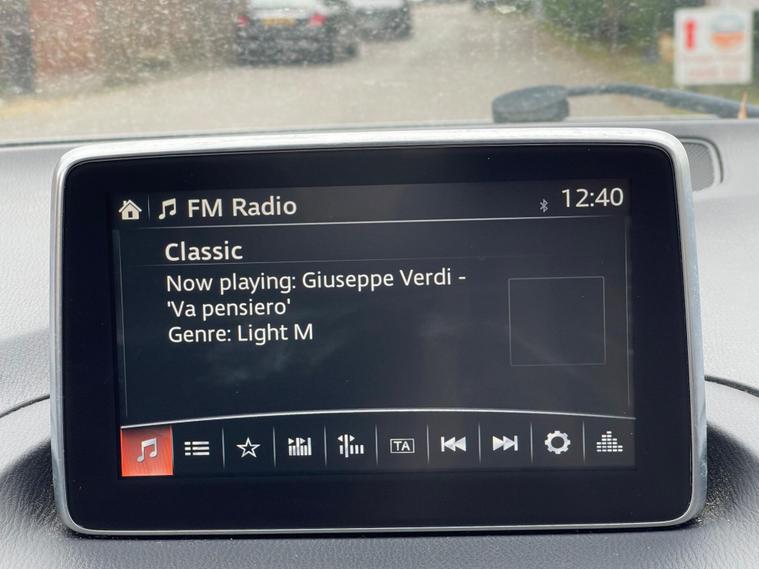 FM Radio
12:40
Classic
Now playing: Giuseppe Verdi -
'Va pensiero'
Genre: Light M
TA